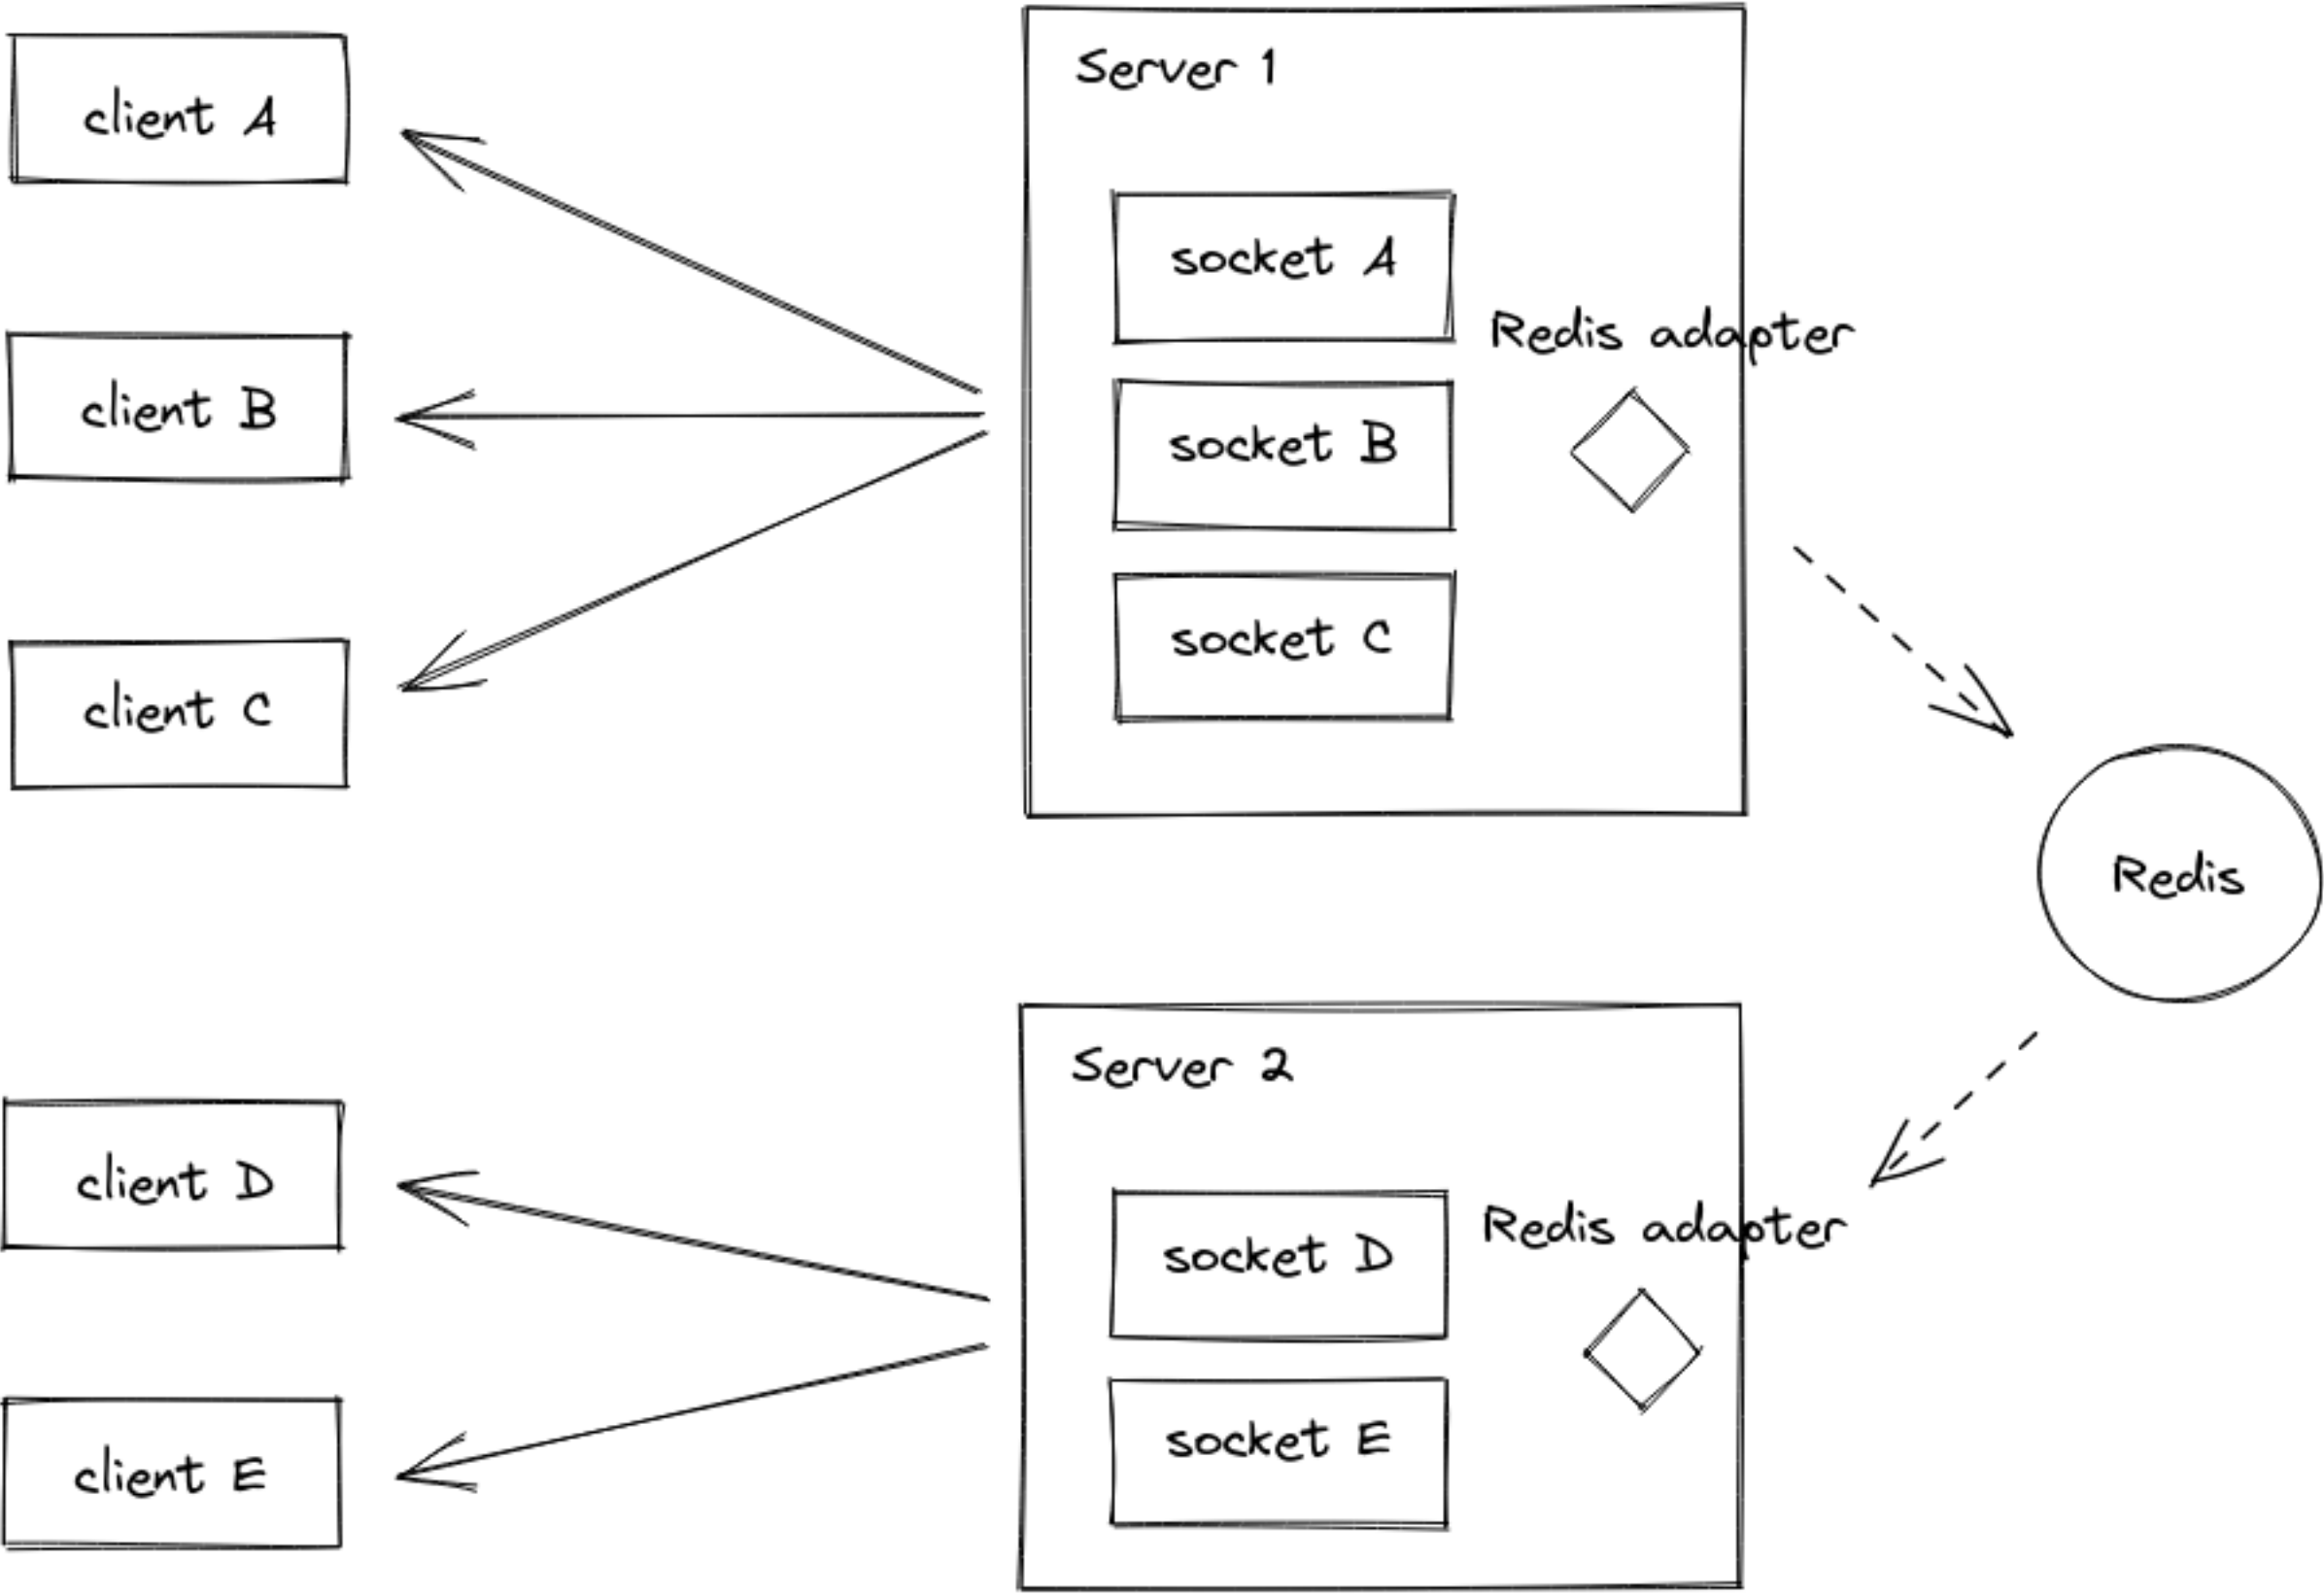 client A
client B
client C
Server 1
socket A
Redis adapter
socket B
socket C
Redis
client D
client E
Server 2
socket D
Redis adapter
socket E